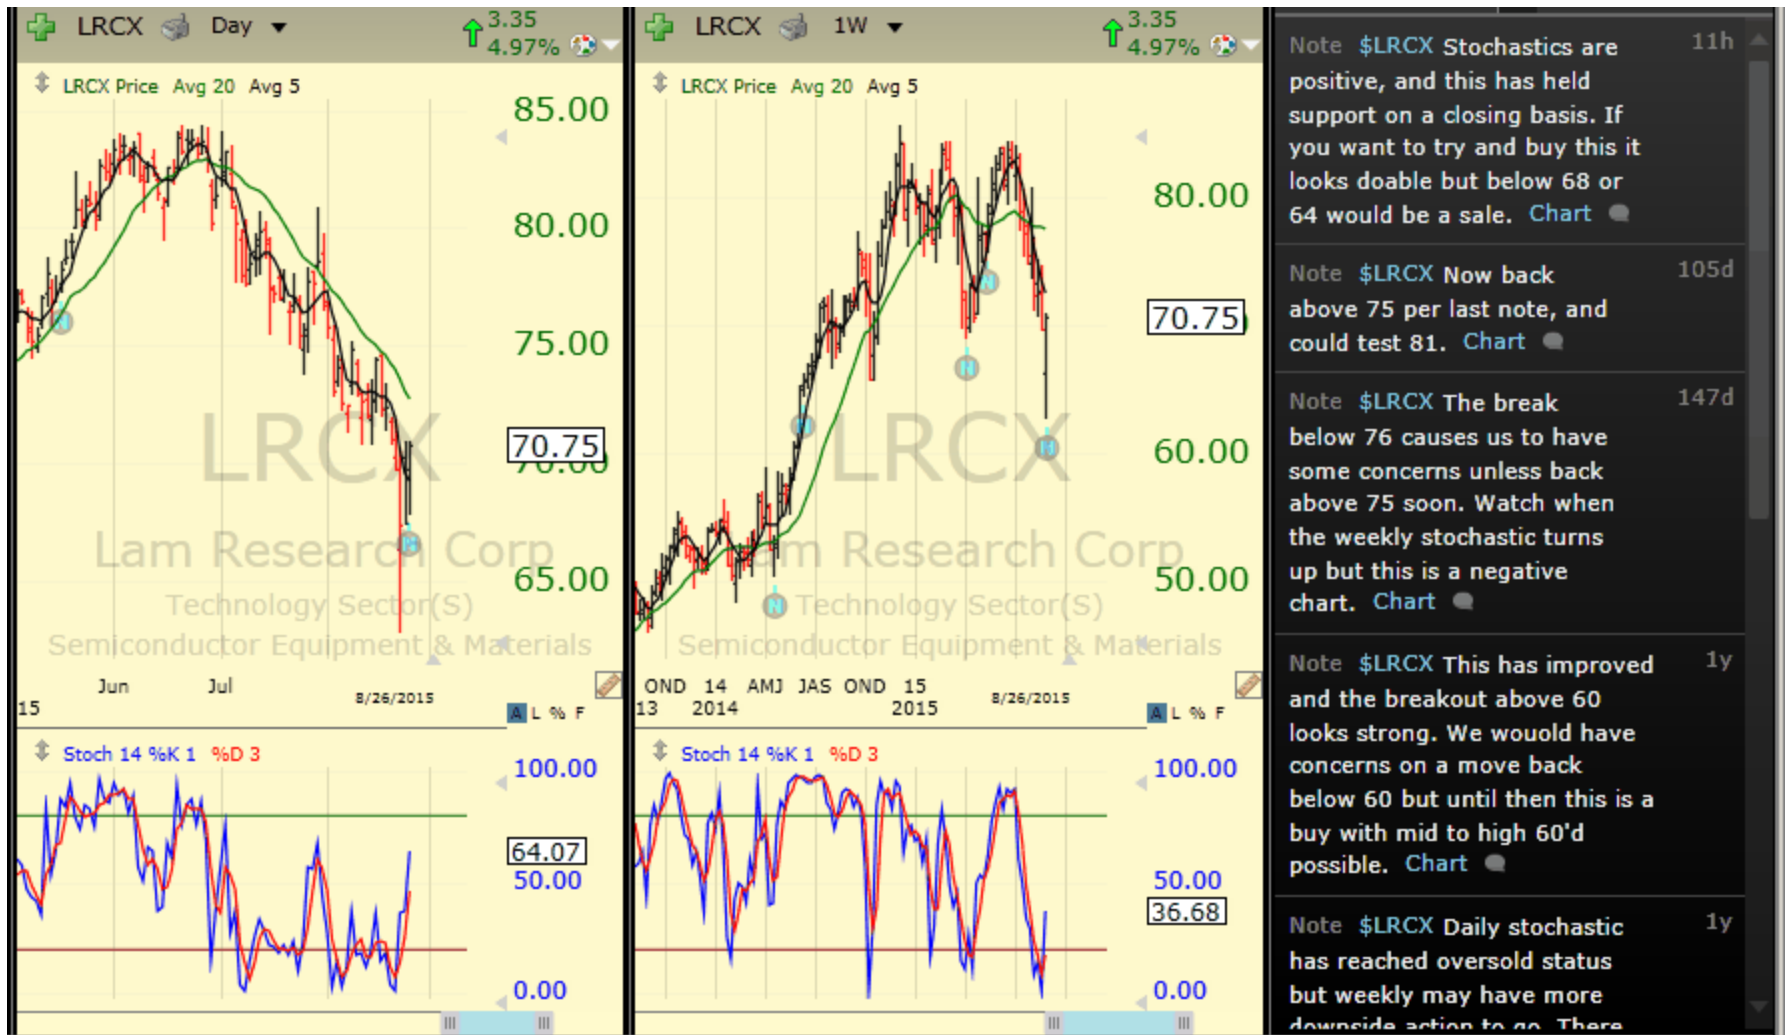 LRCX Day
3.35
4.97%
LRCX Price Avg 20 Avg 5
85.00
80.00
75.00
70.75
70.00
65.00
LRCX
Lam Research Corp
Technology Sector(S)
Semiconductor Equipment & Materials
Jun Jul 8/26/2015
15
A L % F
Stoch 14 %K 1 %D 3
100.00
64.07
50.00
0.00
LRCX 1W
3.35
4.97%
LRCX Price Avg 20 Avg 5
80.00
70.75
60.00
50.00
LRCX
Lam Research Corp
Technology Sector(S)
Semiconductor Equipment & Materials
OND 14 AMJ JAS OND 15 8/26/2015
13 2014 2015
A L % F
Stoch 14 %K 1 %D 3
100.00
50.00
36.68
0.00
Note $LRCX Stochastics are 11h
positive, and this has held
support on a closing basis. If
you want to try and buy this it
looks doable but below 68 or
64 would be a sale. Chart
Note $LRCX Now back 105d
above 75 per last note, and
could test 81. Chart
Note $LRCX The break 147d
below 76 causes us to have
some concerns unless back
above 75 soon. Watch when
the weekly stochastic turns
up but this is a negative
chart. Chart
Note $LRCX This has improved 1y
and the breakout above 60
looks strong. We wouold have
concerns on a move back
below 60 but until then this is a
buy with mid to high 60'd
possible. Chart
Note $LRCX Daily stochastic 1y
has reached oversold status
but weekly may have more
downside action to go. There